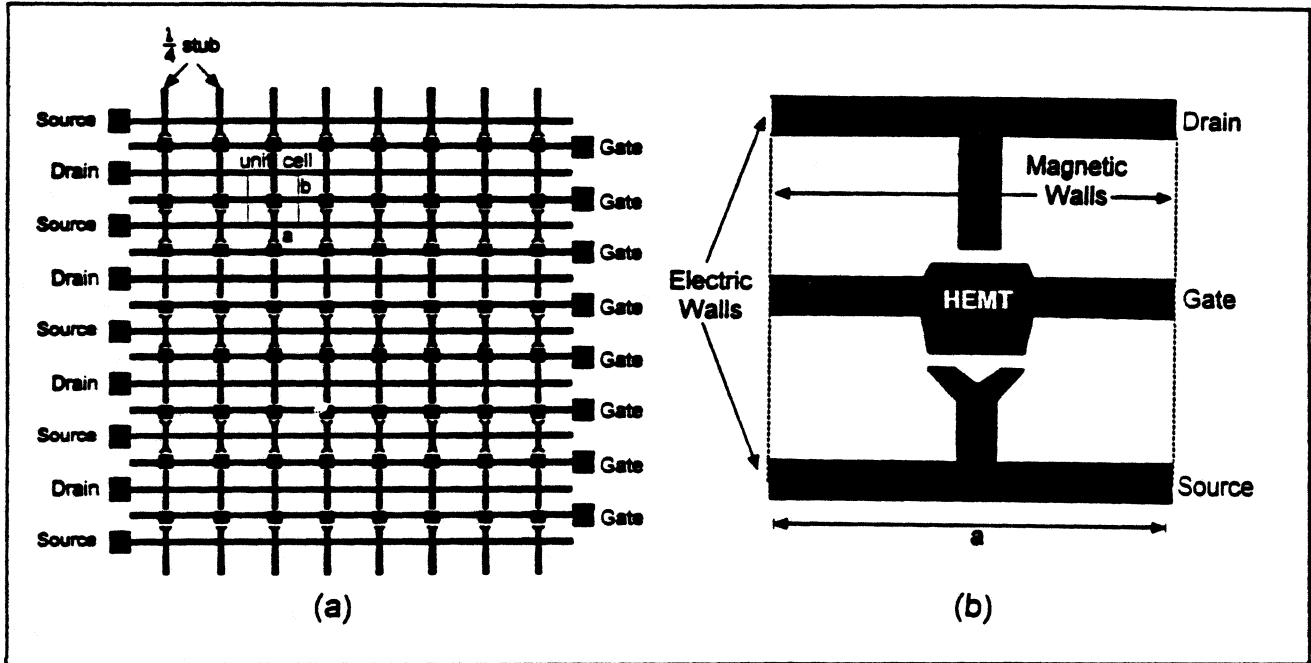 λ/4 stub
Source
Gate
Drain
unit cell
b
Gate
Source
a
Gate
Drain
Gate
Source
Gate
Drain
Gate
Source
Gate
Drain
Gate
Source
(a)
Drain
Magnetic
Walls
Electric
Walls
HEMT
Gate
Source
a
(b)